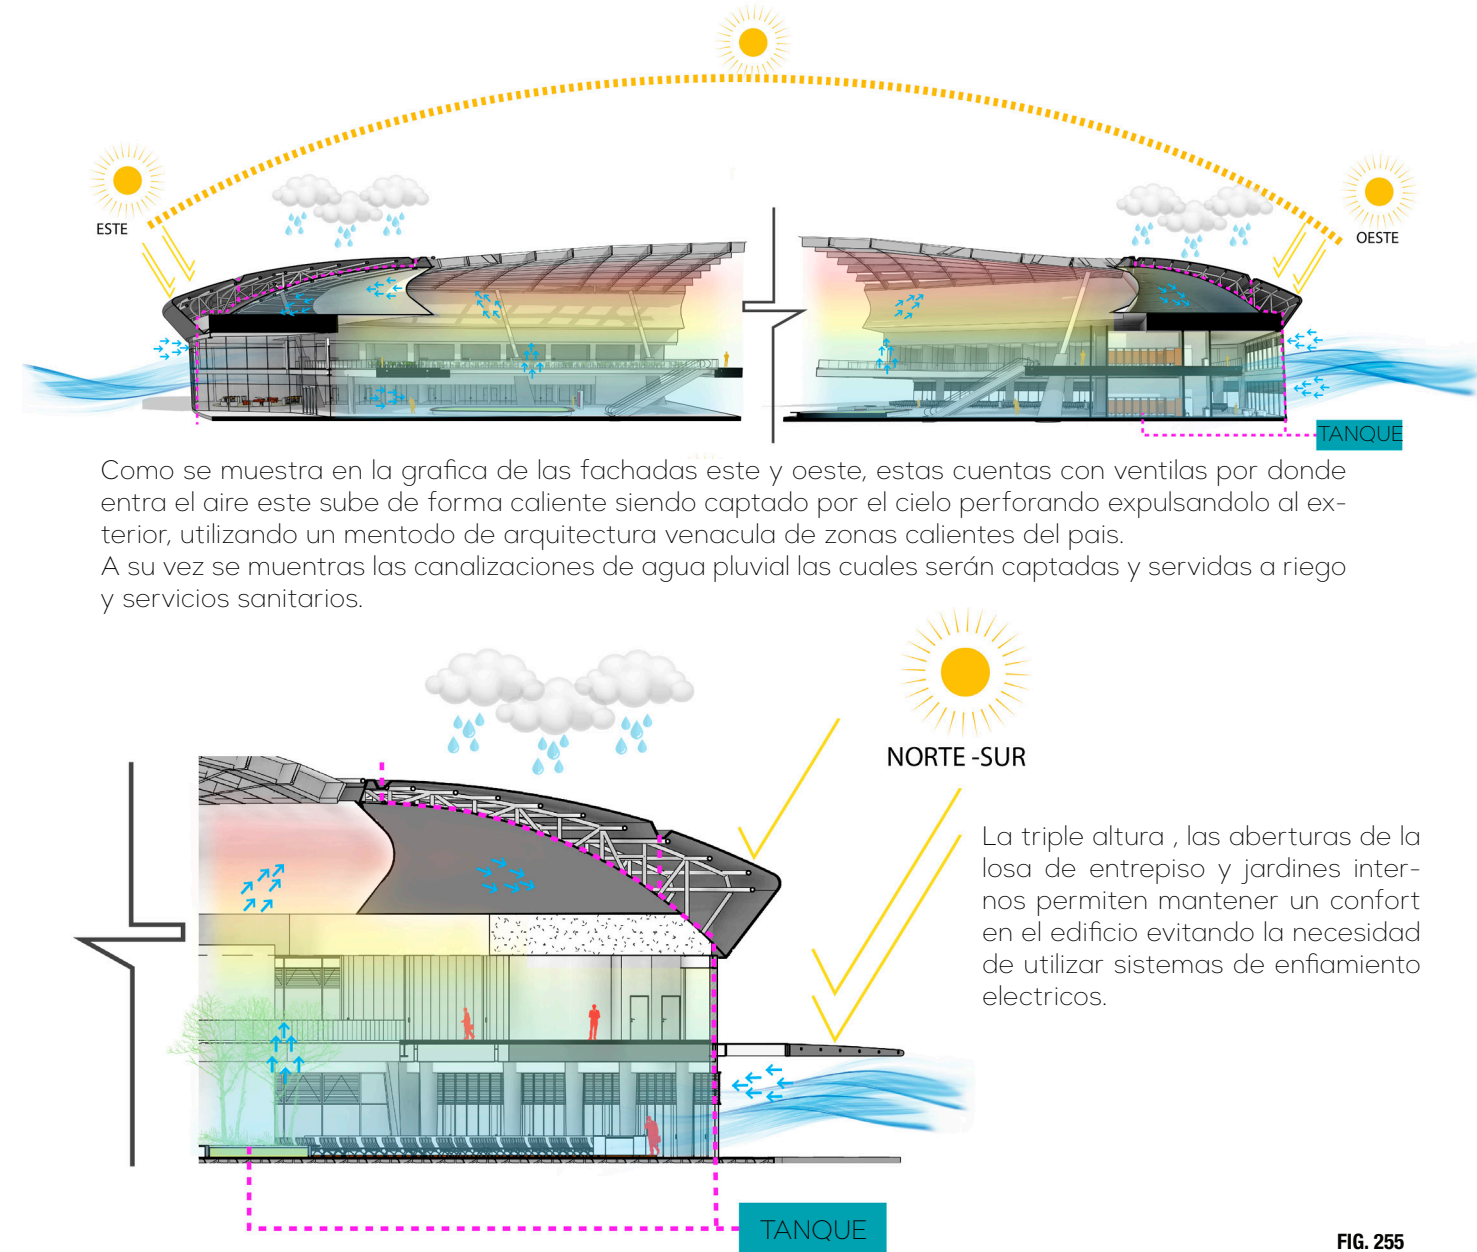 ESTE
OESTE
TANQUE
Como se muestra en la grafica de las fachadas este y oeste, estas cuentas con ventilas por donde
entra el aire este sube de forma caliente siendo captado por el cielo perforando expulsandolo al ex-
terior, utilizando un mentodo de arquitectura venacula de zonas calientes del pais.
A su vez se muentras las canalizaciones de agua pluvial las cuales serán captadas y servidas a riego
y servicios sanitarios.
NORTE -SUR
La triple altura , las aberturas de la
losa de entrepiso y jardines inter-
nos permiten mantener un confort
en el edificio evitando la necesidad
de utilizar sistemas de enfiamiento
electricos.
TANQUE
FIG. 255